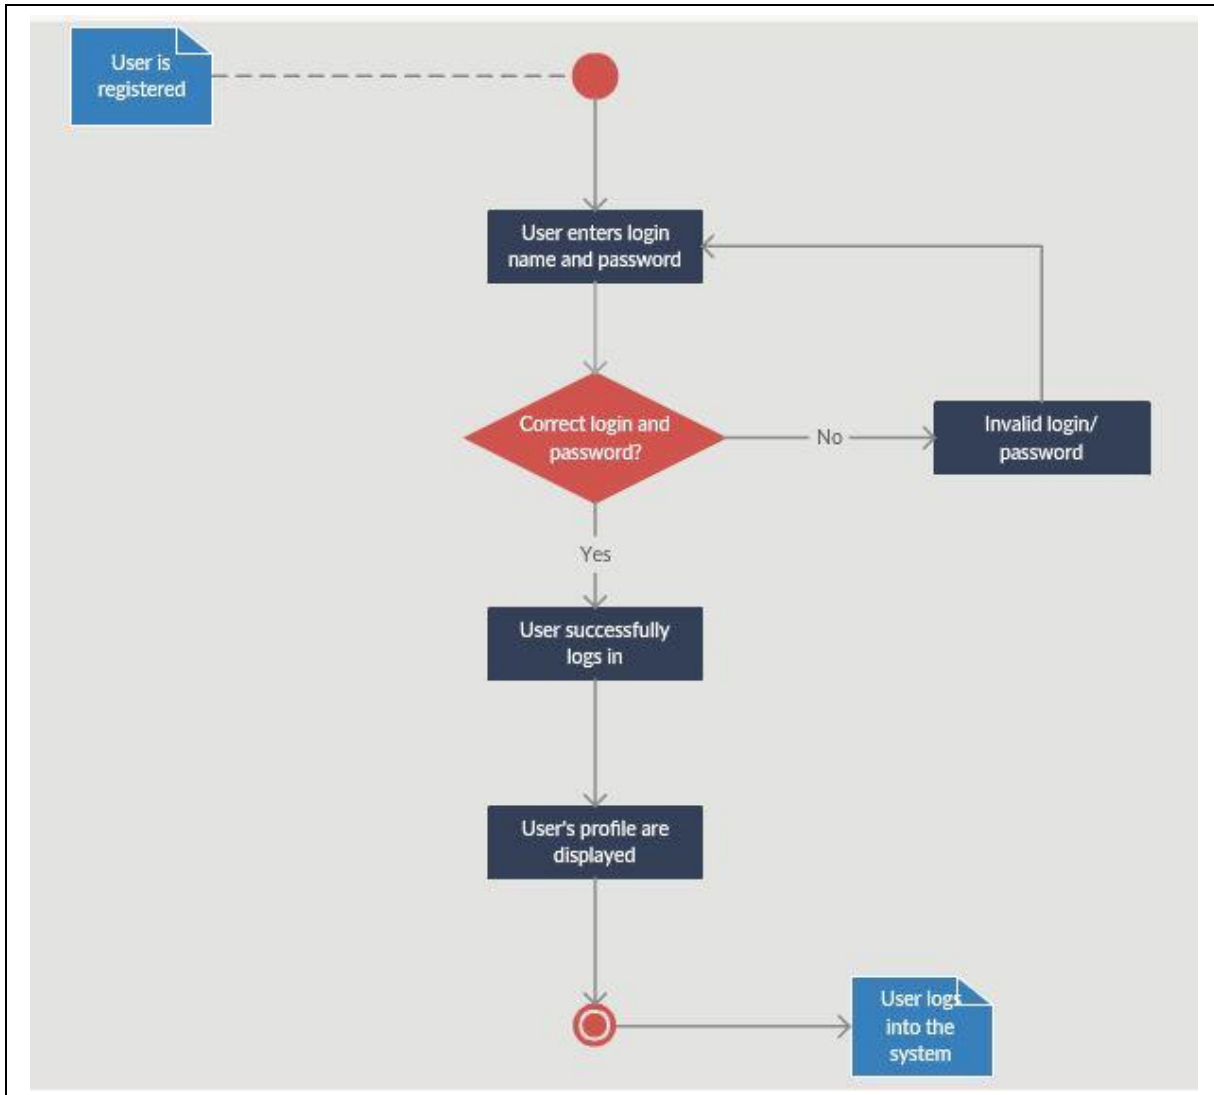 User is
registered
User enters login
name and password
Correct login and
password?
No
Invalid login/
password
Yes
User successfully
logs in
User's profile are
displayed
User logs
into the
system